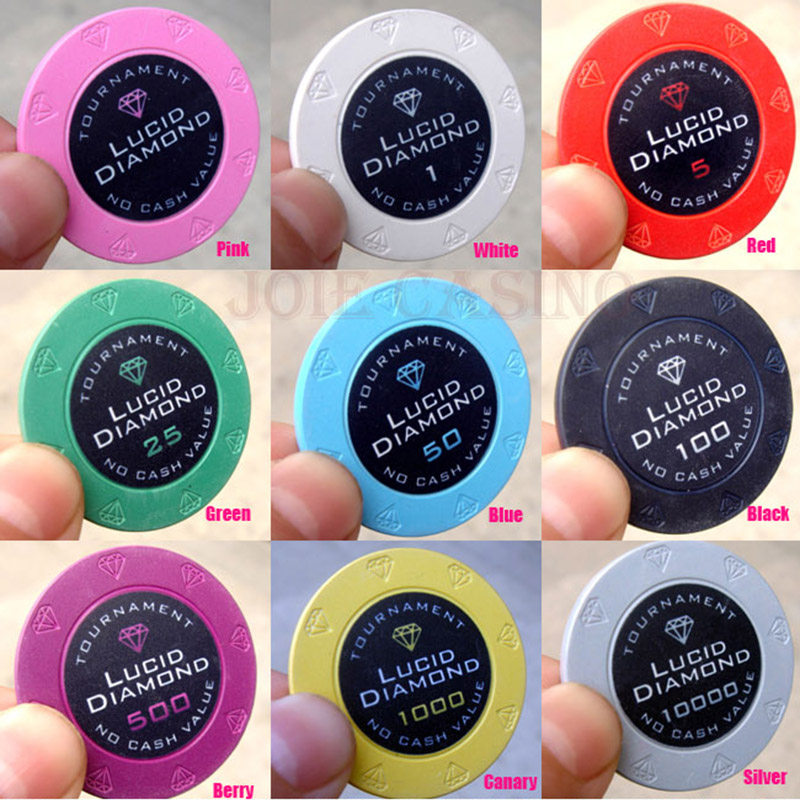 TOURNAMENT
LUCID
DIAMOND
NO CASH VALUE
Pink
TOURNAMENT
LUCID
DIAMOND
1
NO CASH VALUE
White
TOURNAMENT
LUCID
DIAMOND
5
NO CASH VALUE
Red
JOIE CASINO
TOURNAMENT
LUCID
DIAMOND
25
NO CASH VALUE
Green
TOURNAMENT
LUCID
DIAMOND
50
NO CASH VALUE
Blue
TOURNAMENT
LUCID
DIAMOND
100
NO CASH VALUE
Black
TOURNAMENT
LUCID
DIAMOND
500
NO CASH VALUE
Berry
TOURNAMENT
LUCID
DIAMOND
1000
NO CASH VALUE
Canary
TOURNAMENT
LUCID
DIAMOND
10000
NO CASH VALUE
Silver